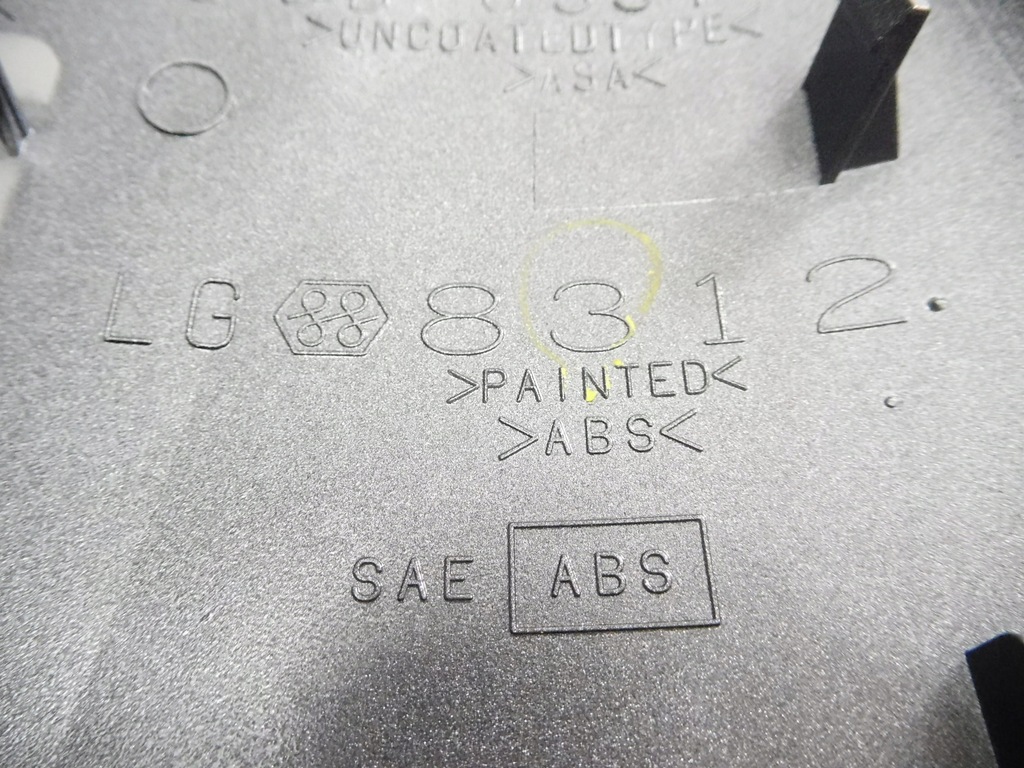 >UNCOATEDTYPE<
>ASA<
LG 8312
>PAINTED<
>ABS<
SAE ABS